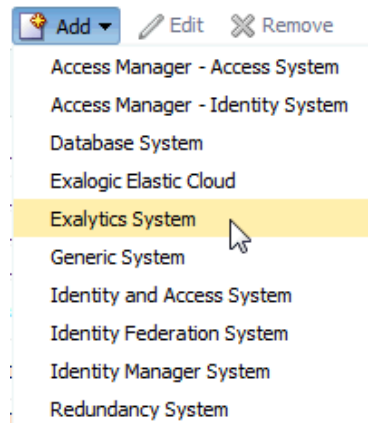 Add Edit Remove
Access Manager - Access System
Access Manager - Identity System
Database System
Exalogic Elastic Cloud
Exalytics System
Generic System
Identity and Access System
Identity Federation System
Identity Manager System
Redundancy System